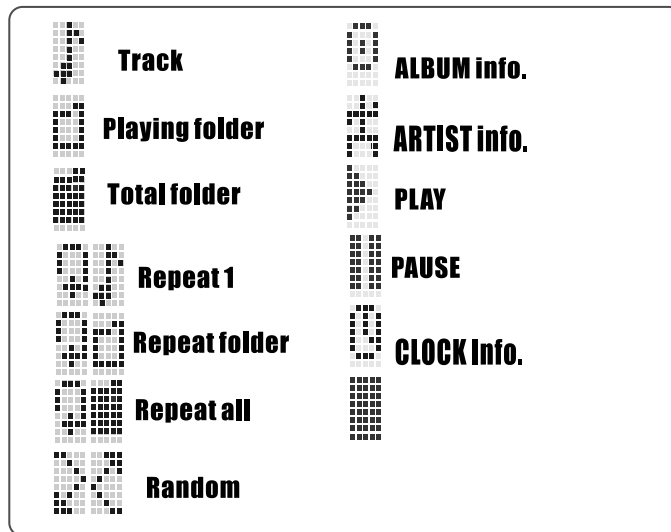 Track
Playing folder
Total folder
Repeat 1
Repeat folder
Repeat all
Random
ALBUM info.
ARTIST info.
PLAY
PAUSE
CLOCK Info.